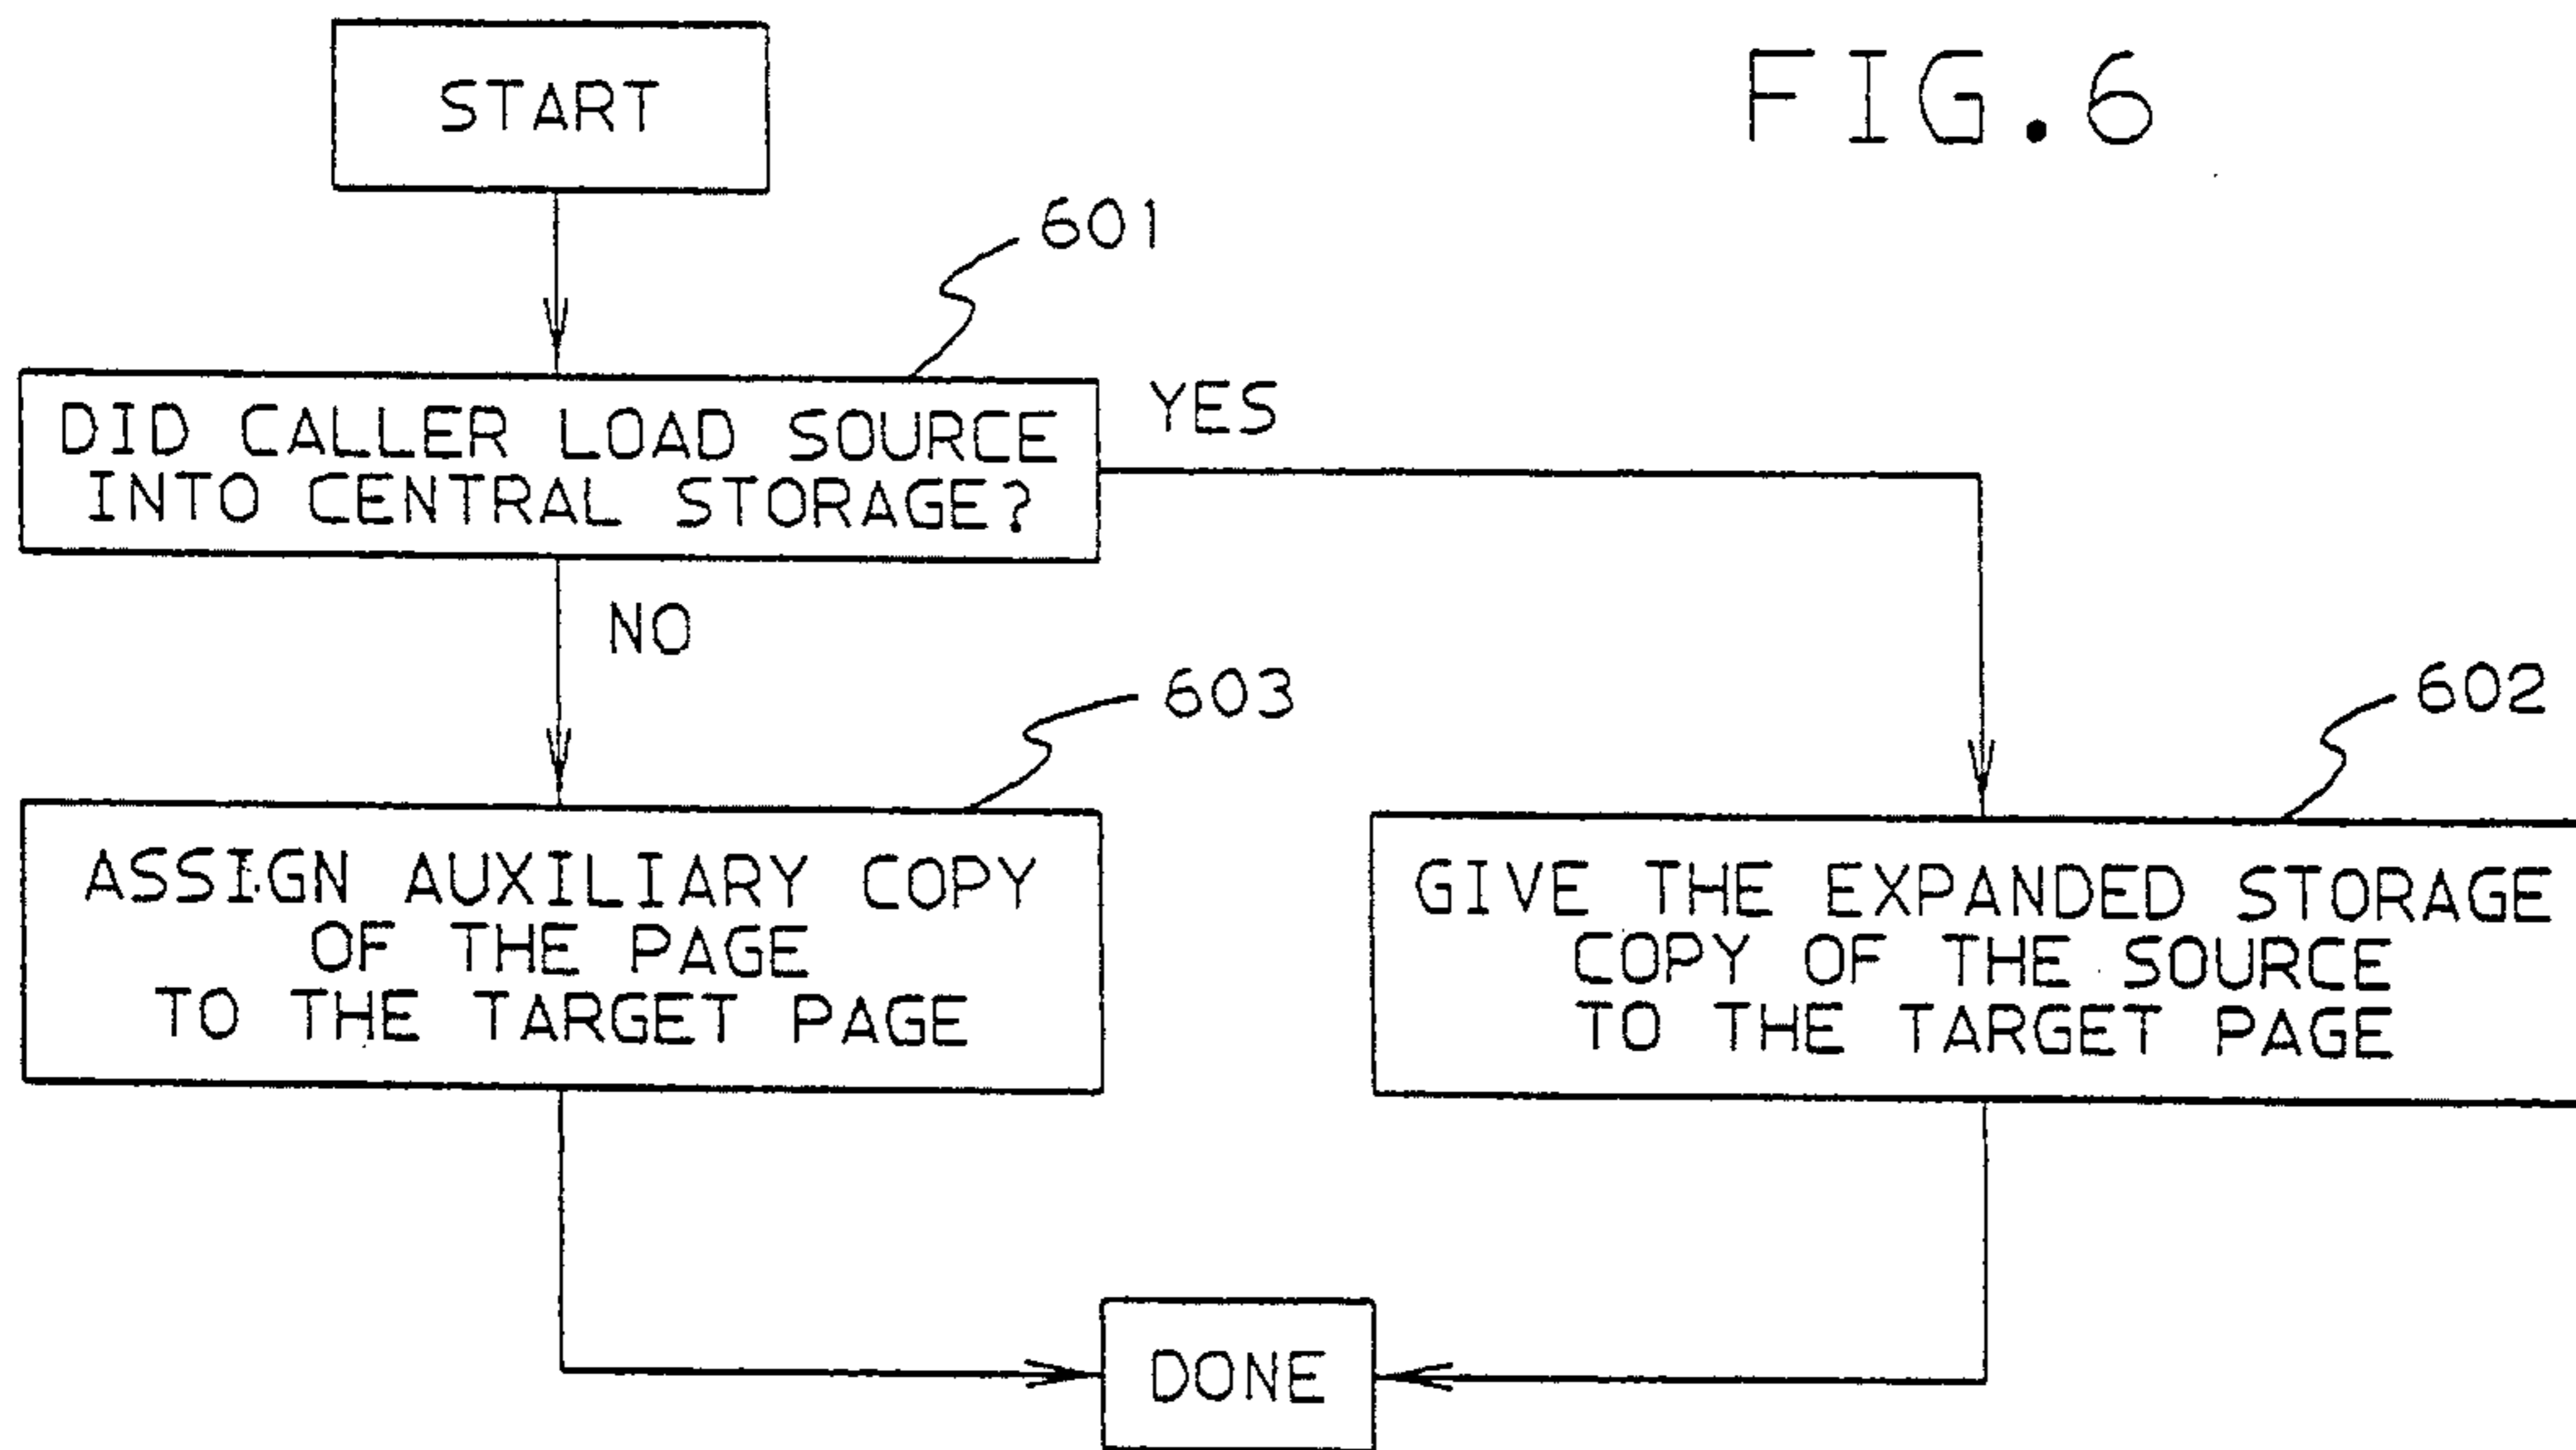 START
FIG.6
601
DID CALLER LOAD SOURCE
INTO CENTRAL STORAGE?
YES
NO
603
602
ASSIGN AUXILIARY COPY
OF THE PAGE
TO THE TARGET PAGE
GIVE THE EXPANDED STORAGE
COPY OF THE SOURCE
TO THE TARGET PAGE
DONE